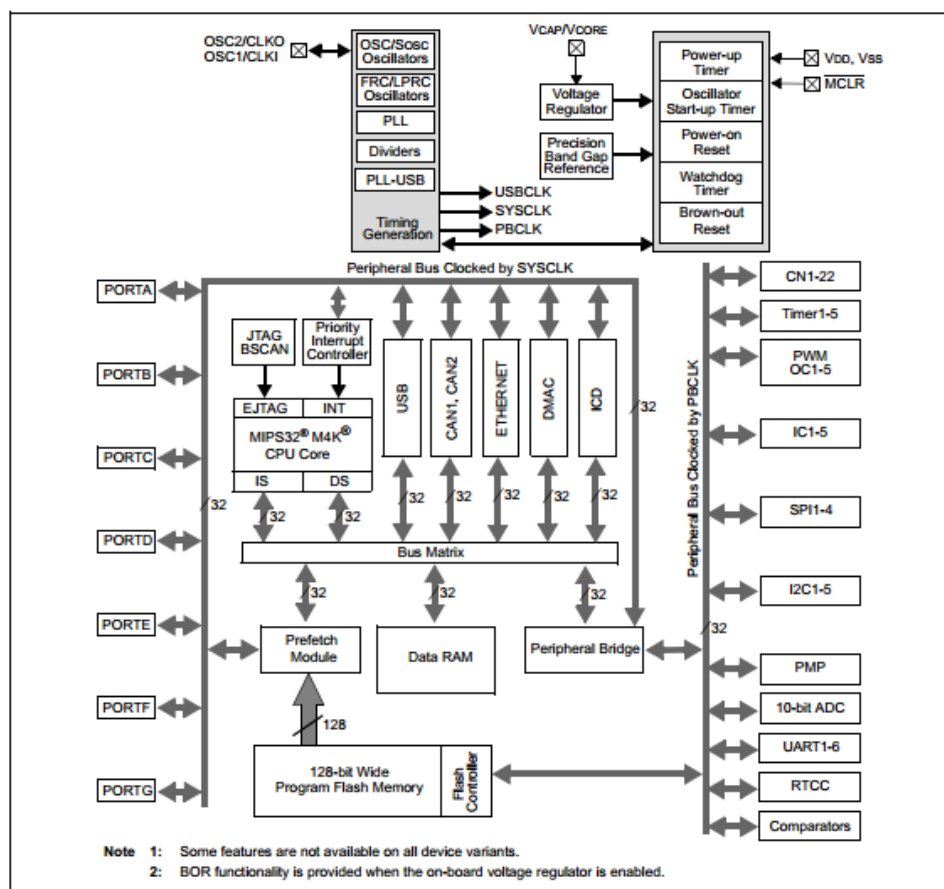 OSC2/CLKO
OSC1/CLKI
OSC/Sosc
Oscillators
FRC/LPRC
Oscillators
PLL
Dividers
PLL-USB
Timing
Generation
USBCLK
SYSCLK
PBCLK
VCAP/VCORE
Voltage
Regulator
Precision
Band Gap
Reference
Power-up
Timer
Oscillator
Start-up Timer
Power-on
Reset
Watchdog
Timer
Brown-out
Reset
VDD, VSS
MCLR
Peripheral Bus Clocked by SYSCLK
PORTA
PORTB
PORTC
PORTD
PORTE
PORTF
PORTG
32
JTAG
BSCAN
Priority
Interrupt
Controller
EJTAG
INT
MIPS32® M4K®
CPU Core
IS
DS
USB
CAN1, CAN2
ETHERNET
DMAC
ICD
32
32
32
32
32
32
32
32
Bus Matrix
32
32
32
Prefetch
Module
Data RAM
Peripheral Bridge
128
128-bit Wide
Program Flash Memory
Flash
Controller
Peripheral Bus Clocked by PBCLK
32
CN1-22
Timer1-5
PWM
OC1-5
IC1-5
SPI1-4
I2C1-5
PMP
10-bit ADC
UART1-6
RTCC
Comparators
Note 1: Some features are not available on all device variants.
2: BOR functionality is provided when the on-board voltage regulator is enabled.